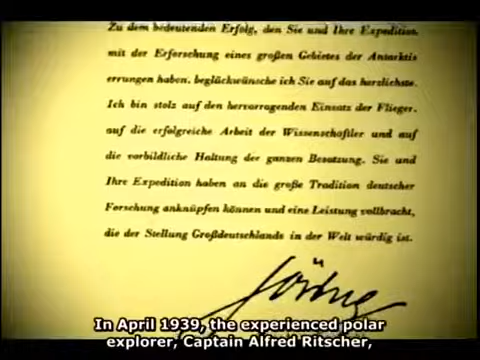 Zu dem bedeutenden Erfolg, den Sie und Ihre Expedition
mit der Erforschung eines großen Gebietes der Antarktis
errungen haben, beglückwünsche ich Sie auf das herzlichste.
Ich bin stolz auf den hervorragenden Einsatz der Flieger,
auf die erfolgreiche Arbeit der Wissenschaftler und auf
die vorbildliche Haltung der ganzen Besatzung. Sie und
Ihre Expedition haben an die große Tradition deutscher
Forschung anknüpfen können und eine Leistung vollbracht,
die der Stellung Großdeutschlands in der Welt würdig ist.
Göring
In April 1939, the experienced polar
explorer, Captain Alfred Ritscher,